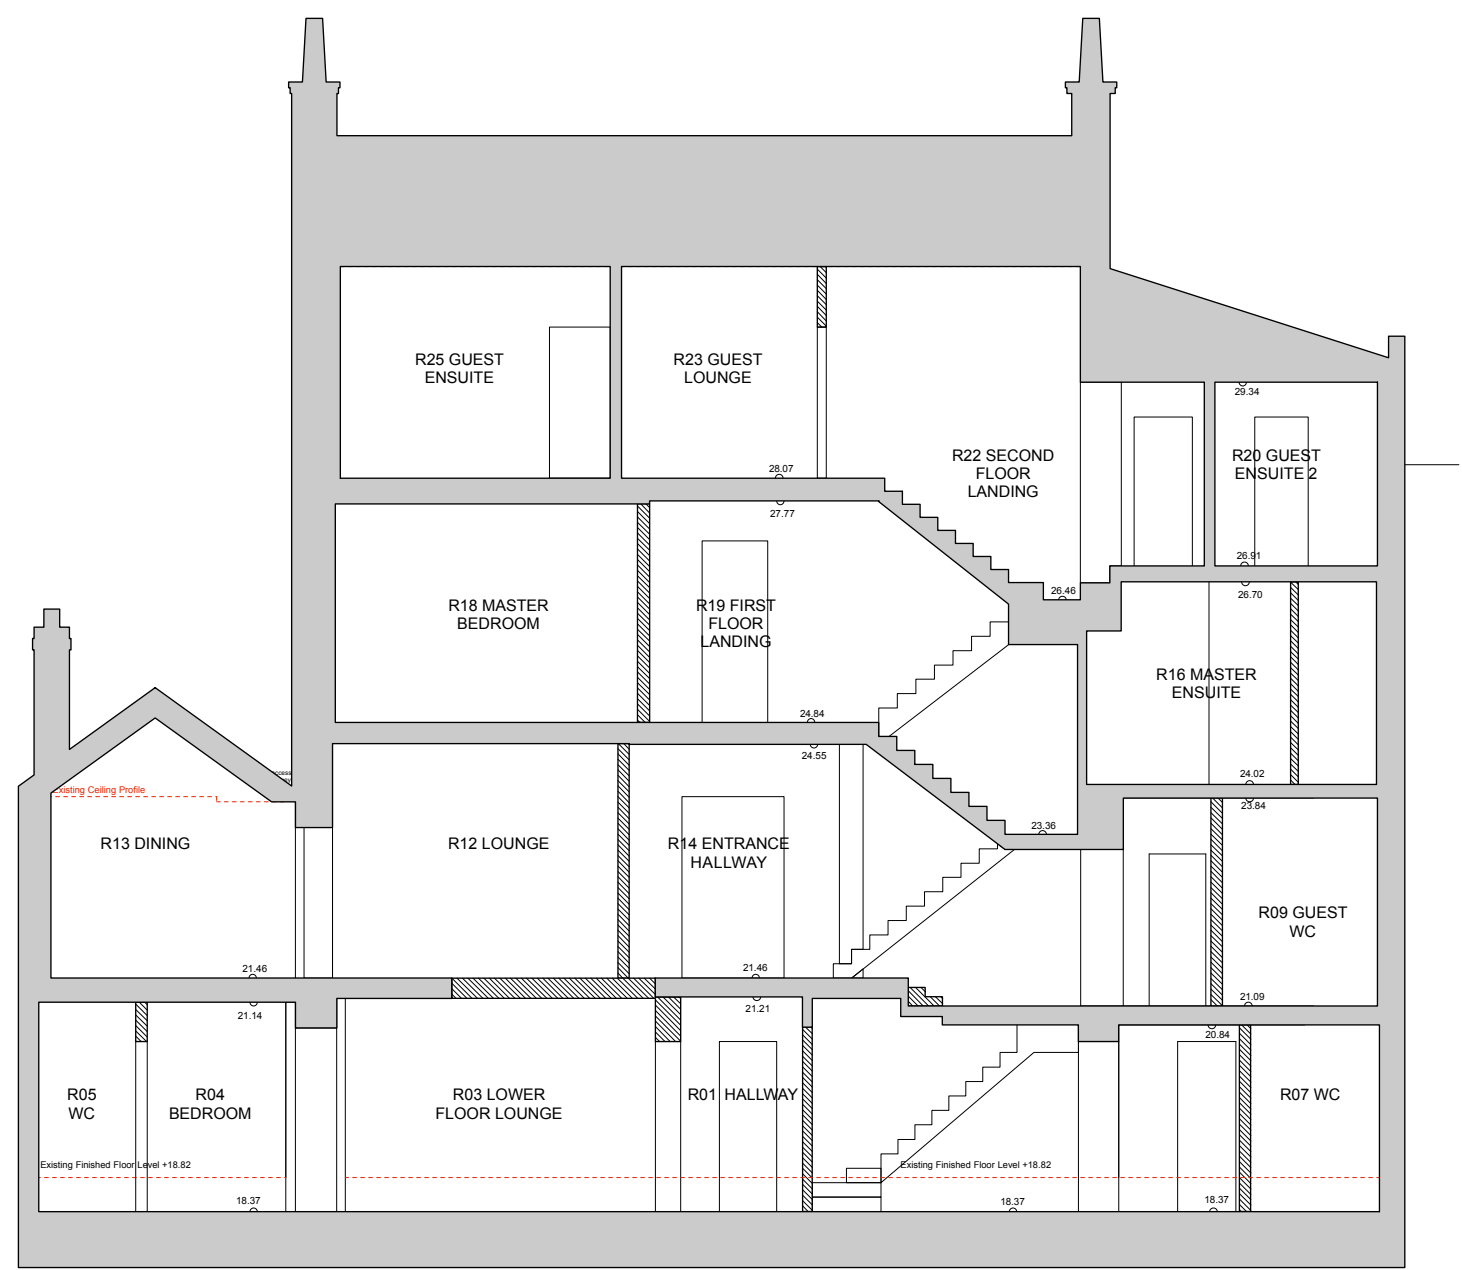 R25 GUEST
ENSUITE
R23 GUEST
LOUNGE
29.34
R22 SECOND
FLOOR
LANDING
R20 GUEST
ENSUITE 2
28.07
27.77
26.91
26.46
26.70
R18 MASTER
BEDROOM
R19 FIRST
FLOOR
LANDING
R16 MASTER
ENSUITE
24.84
24.55
24.02
23.84
Existing Ceiling Profile
23.36
R13 DINING
R12 LOUNGE
R14 ENTRANCE
HALLWAY
R09 GUEST
WC
21.46
21.46
21.09
21.14
21.21
20.84
R05
WC
R04
BEDROOM
R03 LOWER
FLOOR LOUNGE
R01 HALLWAY
R07 WC
Existing Finished Floor Level +18.82
Existing Finished Floor Level +18.82
18.37
18.37
18.37